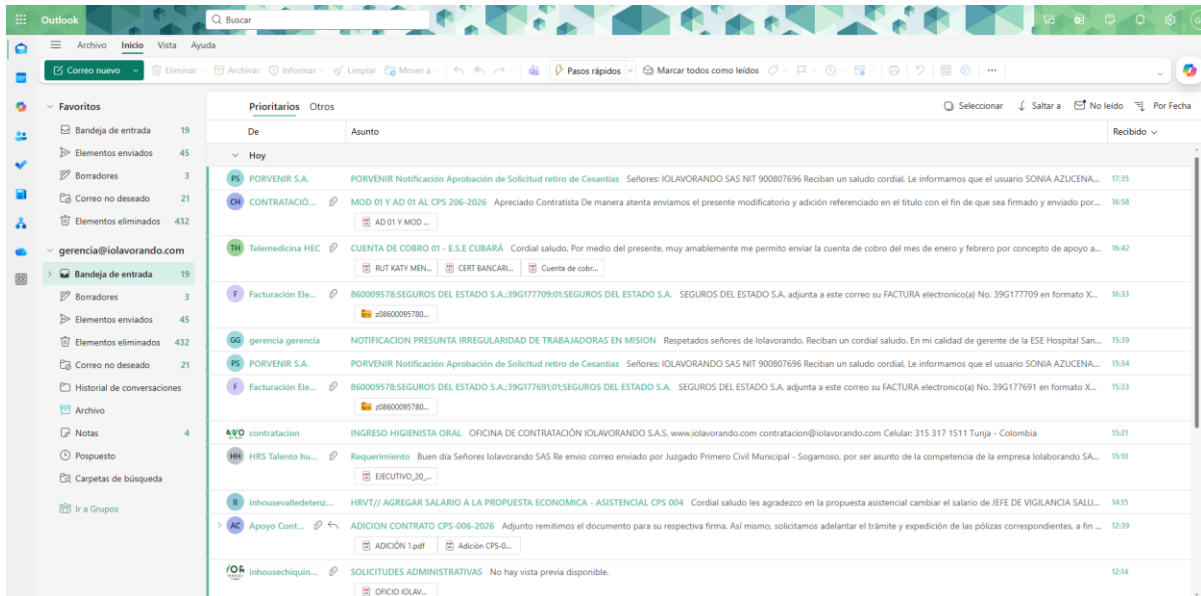 Outlook
Buscar
Archivo Inicio Vista Ayuda
Correo nuevo Eliminar Archivar Informar Limpiar Mover a Pasos rápidos Marcar todos como leídos
Favoritos
Bandeja de entrada 19
Elementos enviados 45
Borradores 3
Correo no deseado 21
Elementos eliminados 432
gerencia@iolavorando.com
Bandeja de entrada 19
Borradores 3
Elementos enviados 45
Elementos eliminados 432
Correo no deseado 21
Historial de conversaciones
Archivo
Notas 4
Pospuesto
Carpetas de búsqueda
Ir a Grupos
Prioritarios Otros Seleccionar Saltar a No leído Por Fecha
De Asunto Recibido
Hoy
PS PORVENIR S.A. PORVENIR Notificación Aprobación de Solicitud retiro de Cesantías Señores: IOLAVORANDO SAS NIT 900807696 Reciban un saludo cordial. Le informamos que el usuario SONIA AZUCENA... 17:35
CH CONTRATACIÓ... MOD 01 Y AD 01 AL CPS 206-2026 Apreciado Contratista De manera atenta enviamos el presente modificatorio y adición referenciado en el titulo con el fin de que sea firmado y enviado por... 16:58
AD 01 Y MOD ...
TH Telemedicina HEC CUENTA DE COBRO 01 - E.S.E CUBARÁ Cordial saludo. Por medio del presente, muy amablemente me permito enviar la cuenta de cobro del mes de enero y febrero por concepto de apoyo a... 16:42
RUT KATY MEN... CERT BANCARI... Cuenta de cobr...
F Facturación Ele... 860009578;SEGUROS DEL ESTADO S.A.;39G177709;01;SEGUROS DEL ESTADO S.A. SEGUROS DEL ESTADO S.A. adjunta a este correo su FACTURA electronico(a) No. 39G177709 en formato X... 16:33
z08600095780...
GG gerencia gerencia NOTIFICACION PRESUNTA IRREGULARIDAD DE TRABAJADORAS EN MISION Respetados señores de Iolavorando. Reciban un cordial saludo. En mi calidad de gerente de la ESE Hospital San... 15:39
PS PORVENIR S.A. PORVENIR Notificación Aprobación de Solicitud retiro de Cesantías Señores: IOLAVORANDO SAS NIT 900807696 Reciban un saludo cordial. Le informamos que el usuario SONIA AZUCENA... 15:34
F Facturación Ele... 860009578;SEGUROS DEL ESTADO S.A.;39G177691;01;SEGUROS DEL ESTADO S.A. SEGUROS DEL ESTADO S.A. adjunta a este correo su FACTURA electronico(a) No. 39G177691 en formato X... 15:33
z08600095780...
contratacion INGRESO HIGIENISTA ORAL OFICINA DE CONTRATACIÓN IOLAVORANDO S.A.S. www.iolavorando.com contratacion@iolavorando.com Celular: 315 317 1511 Tunja - Colombia 15:21
HH HRS Talento hu... Requerimiento Buen día Señores Iolavorando SAS Re envio correo enviado por Juzgado Primero Civil Municipal - Sogamoso, por ser asunto de la competencia de la empresa Iolaborando SA... 15:10
EJECUTIVO_20_...
II inhousevalledetenz... HRVT// AGREGAR SALARIO A LA PROPUESTA ECONOMICA - ASISTENCIAL CPS 004 Cordial saludo les agradezco en la propuesta asistencial cambiar el salario de JEFE DE VIGILANCIA SALU... 14:15
AC Apoyo Cont... ADICION CONTRATO CPS-006-2026 Adjunto remitimos el documento para su respectiva firma. Así mismo, solicitamos adelantar el trámite y expedición de las pólizas correspondientes, a fin ... 12:39
ADICIÓN 1.pdf Adición CPS-0...
inhousechiquin... SOLICITUDES ADMINISTRATIVAS No hay vista previa disponible. 12:14
OFICIO IOLAV...